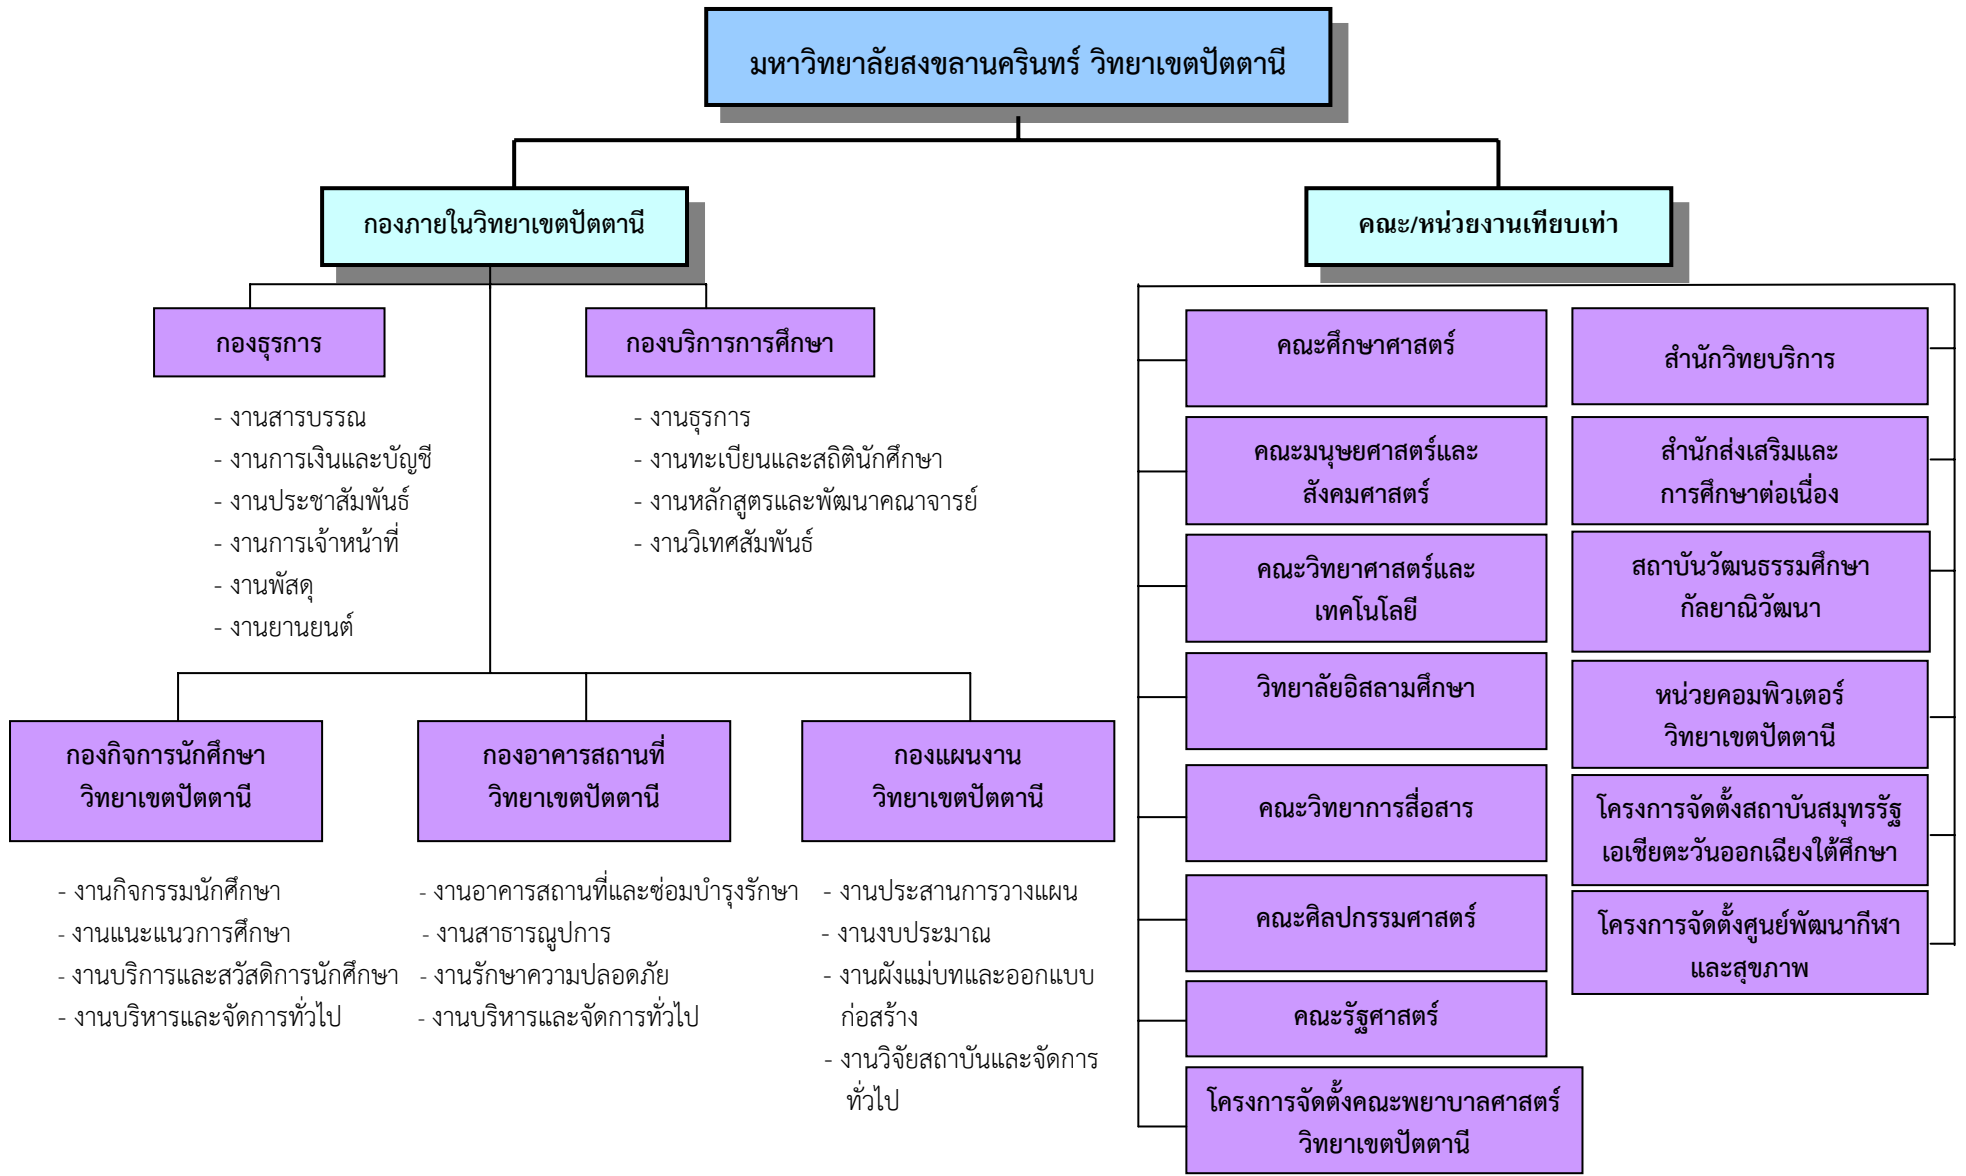 มหาวิทยาลัยสงขลานครินทร์ วิทยาเขตปัตตานี
กองภายในวิทยาเขตปัตตานี
กองธุรการ
- งานสารบรรณ
- งานการเงินและบัญชี
- งานประชาสัมพันธ์
- งานการเจ้าหน้าที่
- งานพัสดุ
- งานยานยนต์
กองบริการการศึกษา
- งานธุรการ
- งานทะเบียนและสถิตินักศึกษา
- งานหลักสูตรและพัฒนาคณาจารย์
- งานวิเทศสัมพันธ์
กองกิจการนักศึกษา
วิทยาเขตปัตตานี
- งานกิจกรรมนักศึกษา
- งานแนะแนวการศึกษา
- งานบริการและสวัสดิการนักศึกษา
- งานบริหารและจัดการทั่วไป
กองอาคารสถานที่
วิทยาเขตปัตตานี
- งานอาคารสถานที่และซ่อมบำรุงรักษา
- งานสาธารณูปการ
- งานรักษาความปลอดภัย
- งานบริหารและจัดการทั่วไป
กองแผนงาน
วิทยาเขตปัตตานี
- งานประสานการวางแผน
- งานงบประมาณ
- งานผังแม่บทและออกแบบ
ก่อสร้าง
- งานวิจัยสถาบันและจัดการ
ทั่วไป
คณะ/หน่วยงานเทียบเท่า
คณะศึกษาศาสตร์
คณะมนุษยศาสตร์และ
สังคมศาสตร์
คณะวิทยาศาสตร์และ
เทคโนโลยี
วิทยาลัยอิสลามศึกษา
คณะวิทยาการสื่อสาร
คณะศิลปกรรมศาสตร์
คณะรัฐศาสตร์
โครงการจัดตั้งคณะพยาบาลศาสตร์
วิทยาเขตปัตตานี
สำนักวิทยบริการ
สำนักส่งเสริมและ
การศึกษาต่อเนื่อง
สถาบันวัฒนธรรมศึกษา
กัลยาณิวัฒนา
หน่วยคอมพิวเตอร์
วิทยาเขตปัตตานี
โครงการจัดตั้งสถาบันสมุทรรัฐ
เอเชียตะวันออกเฉียงใต้ศึกษา
โครงการจัดตั้งศูนย์พัฒนากีฬา
และสุขภาพ